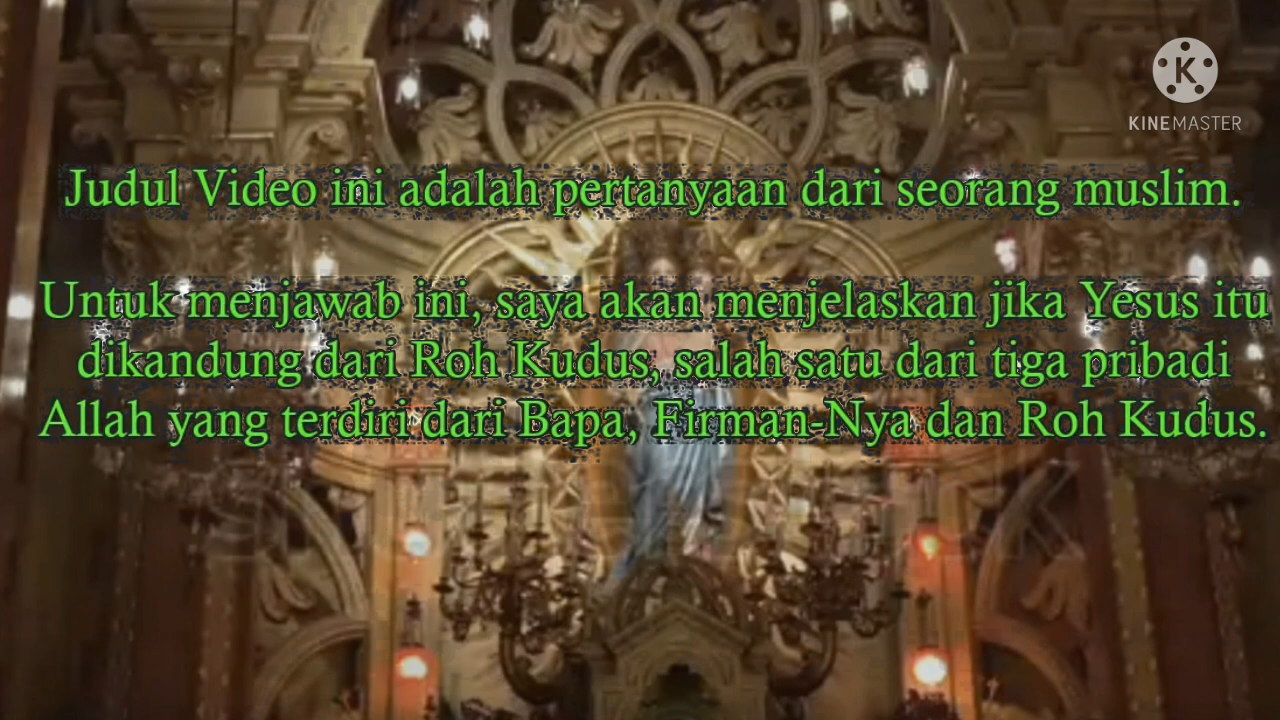 KINEMASTER
Judul Video ini adalah pertanyaan dari seorang muslim.
Untuk menjawab ini, saya akan menjelaskan jika Yesus itu
dikandung dari Roh Kudus, salah satu dari tiga pribadi
Allah yang terdiri dari Bapa, Firman-Nya dan Roh Kudus.